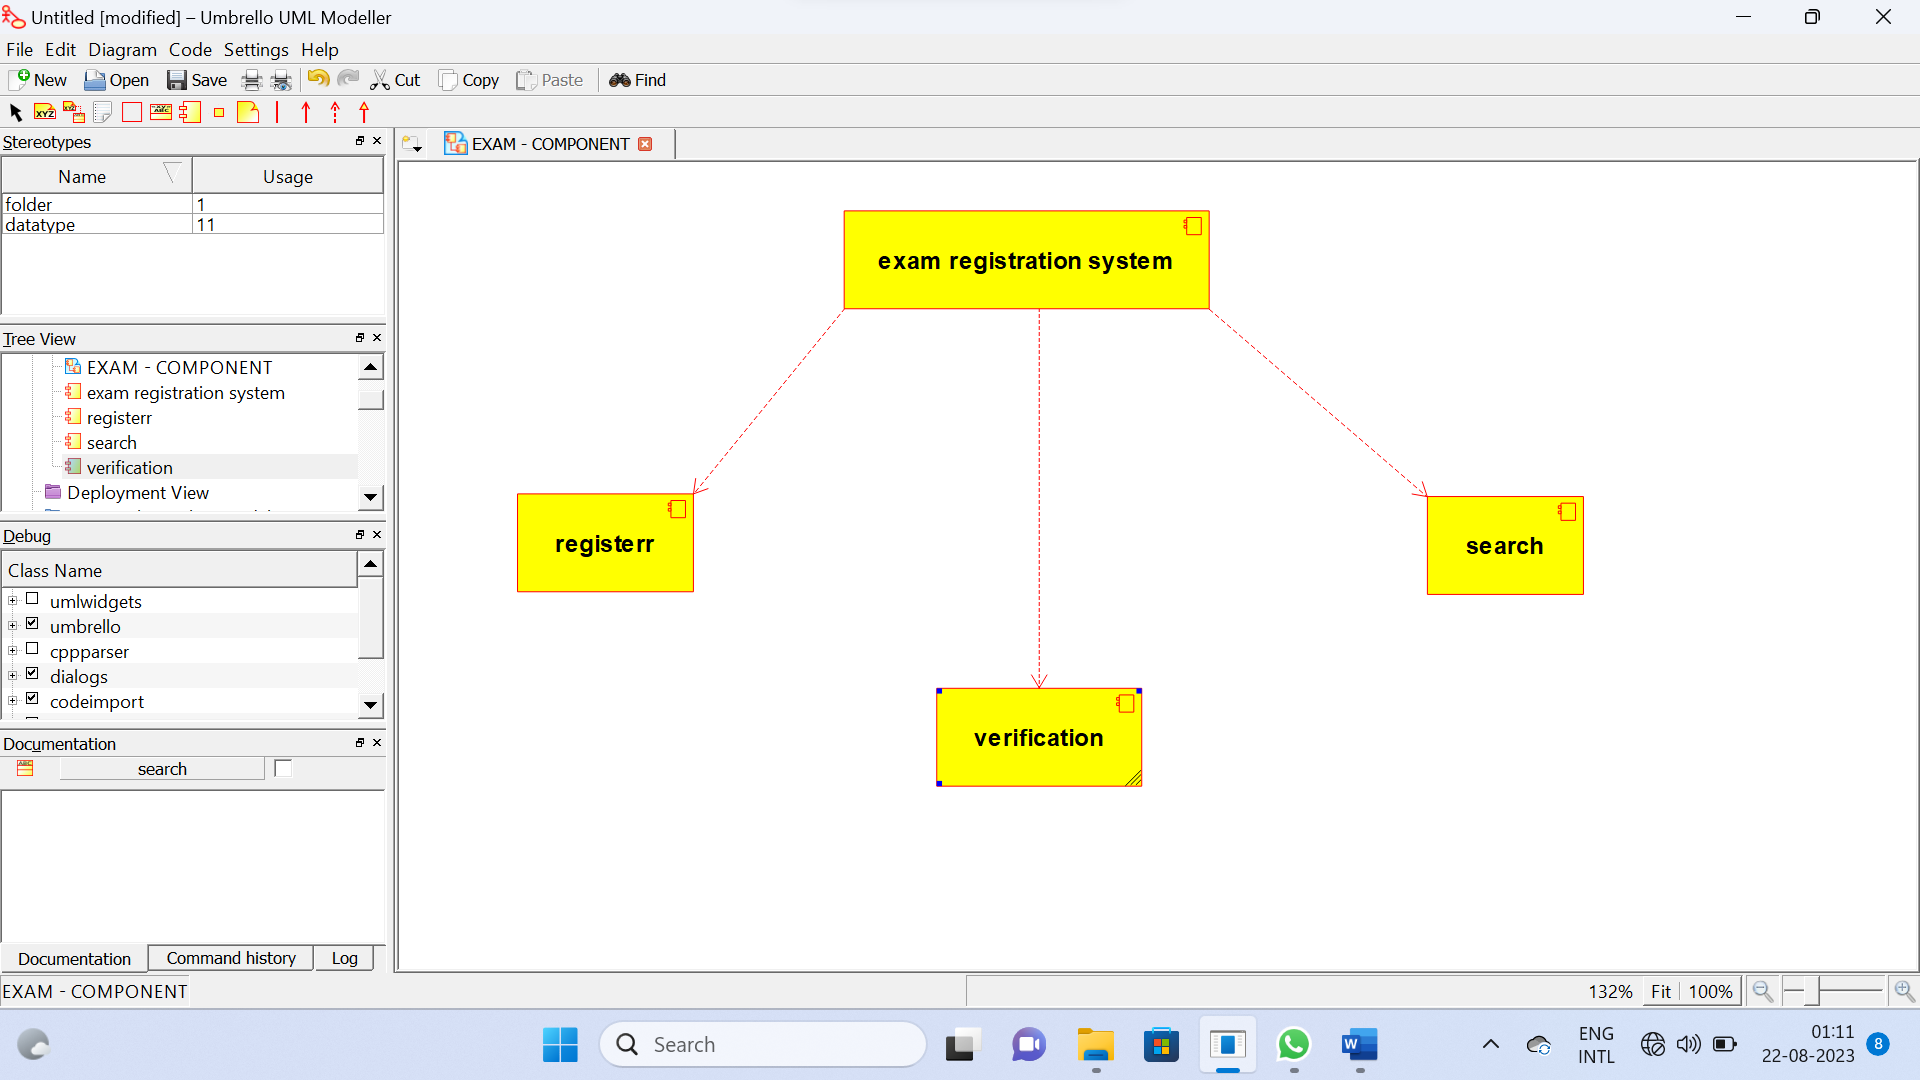 Untitled [modified] – Umbrello UML Modeller
File Edit Diagram Code Settings Help
New Open Save Cut Copy Paste Find
XYZ
Stereotypes
Name Usage
folder 1
datatype 11
Tree View
EXAM - COMPONENT
exam registration system
registerr
search
verification
Deployment View
Debug
Class Name
umlwidgets
umbrello
cppparser
dialogs
codeimport
Documentation
search
Documentation Command history Log
EXAM - COMPONENT
EXAM - COMPONENT
exam registration system
registerr
search
verification
132% Fit 100%
Search
W
ENG
INTL
01:11
22-08-2023
8